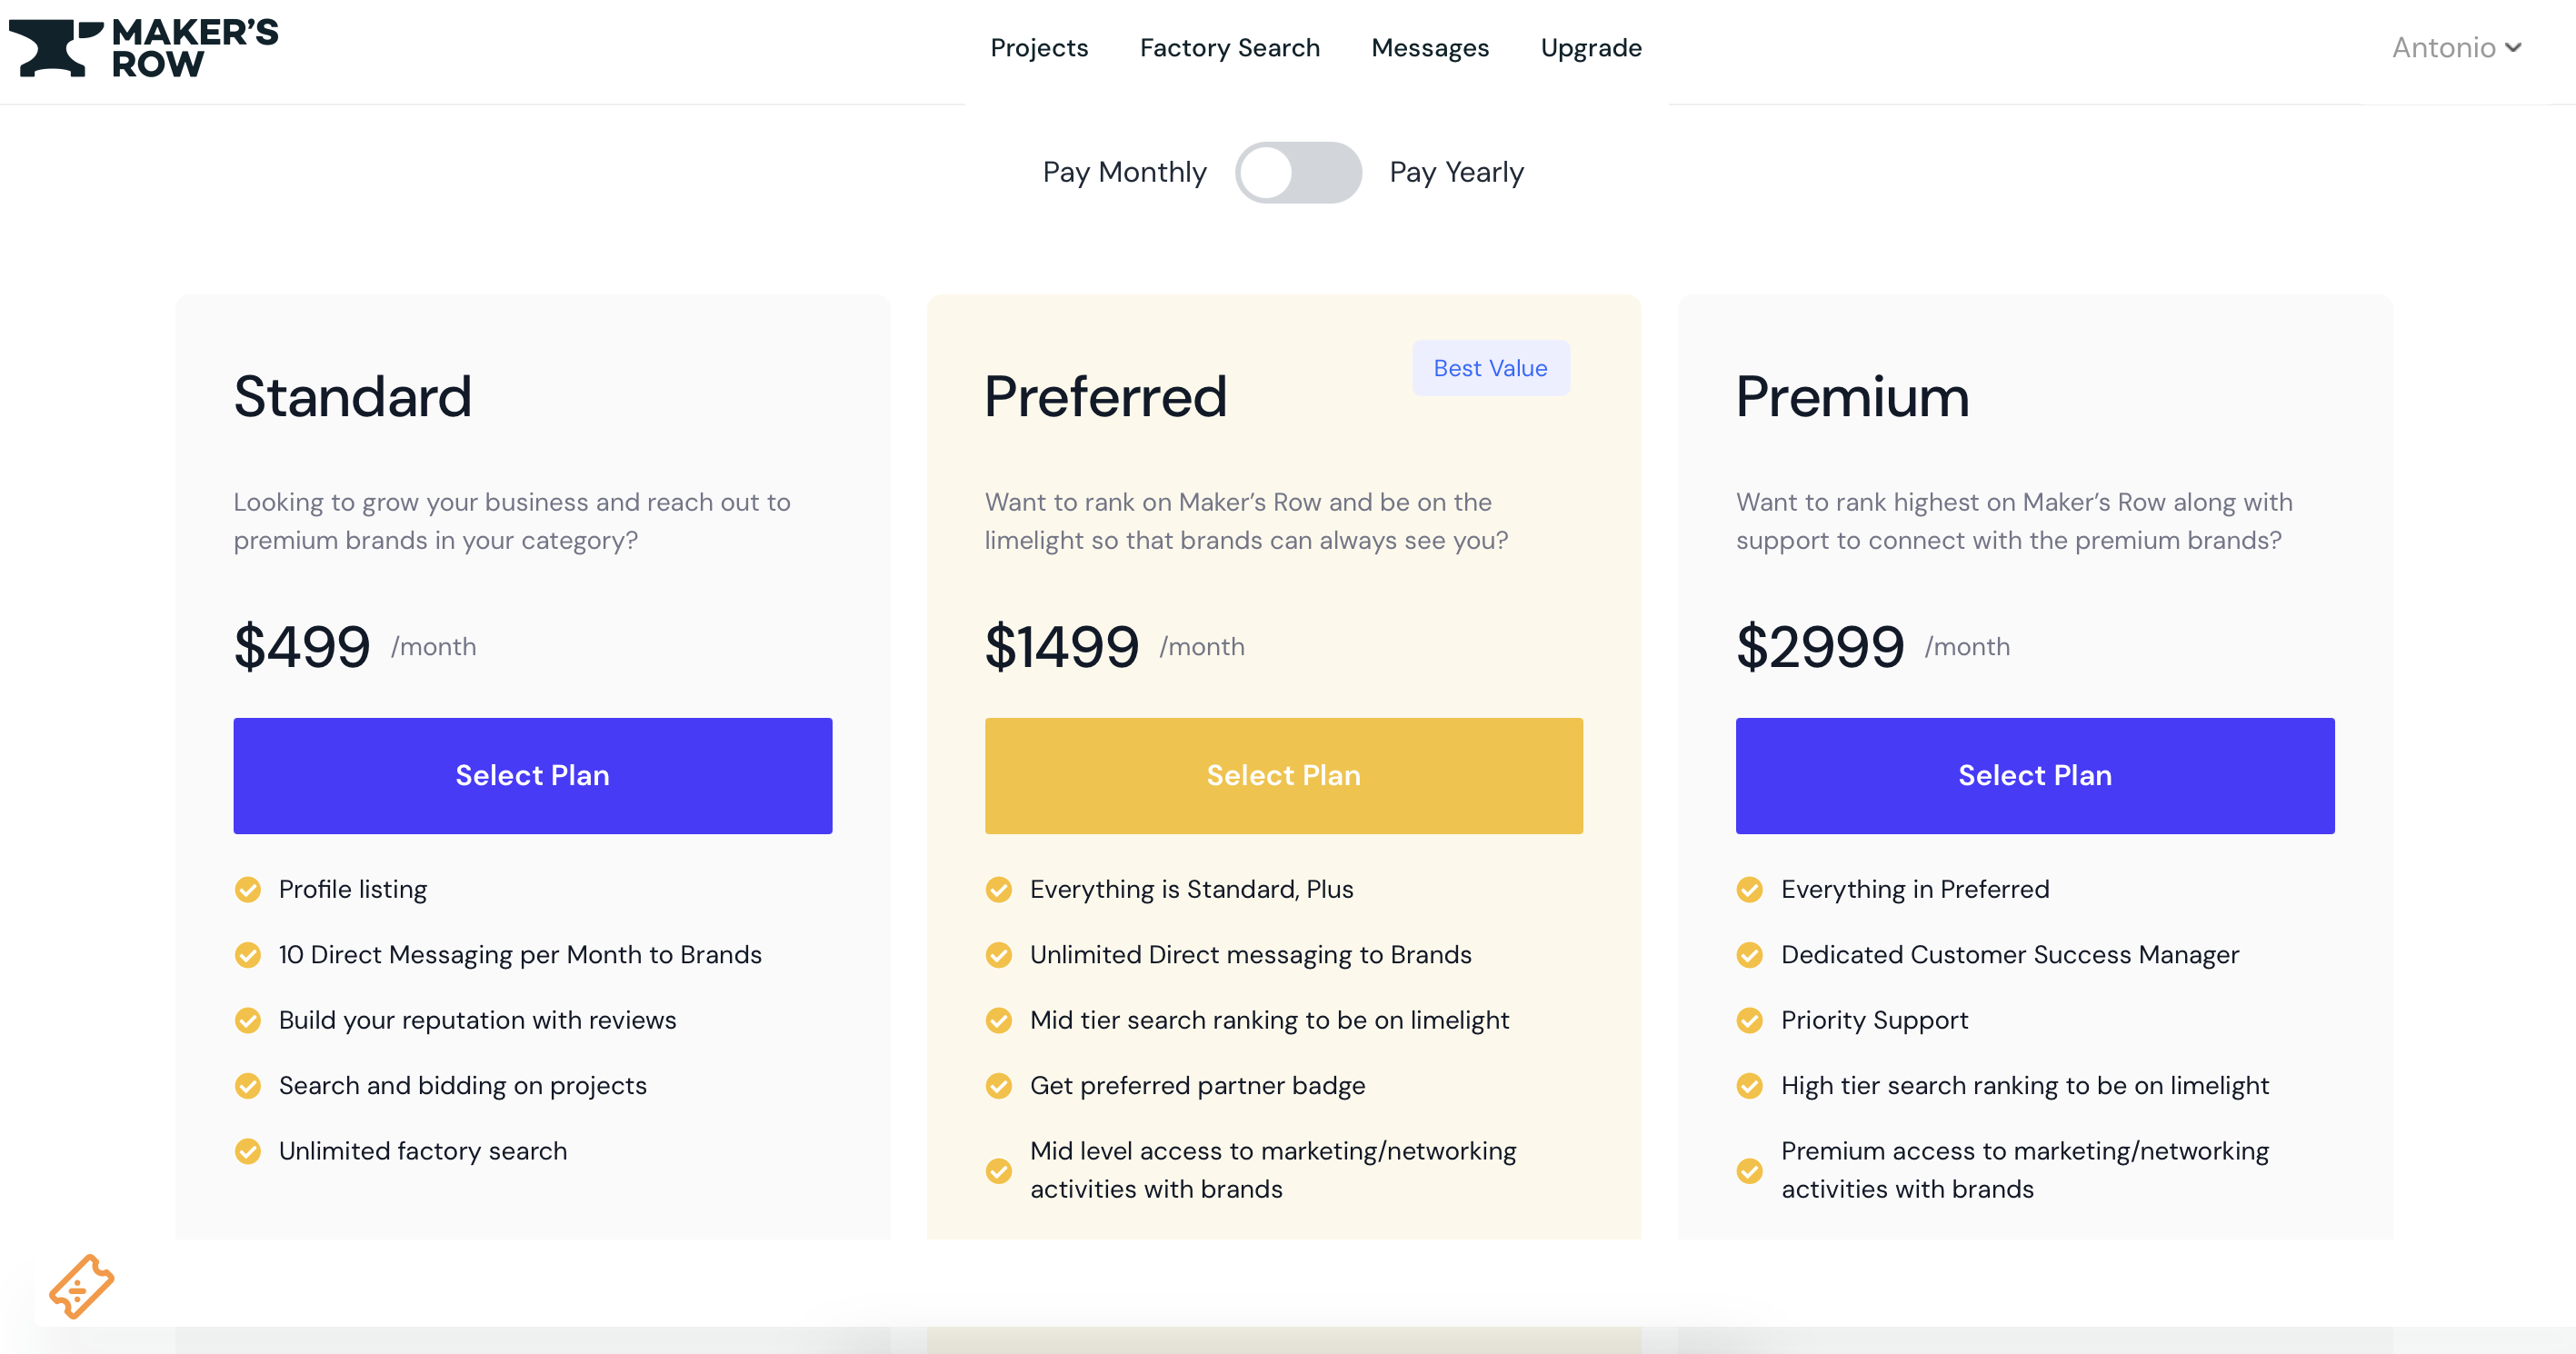 MAKER'S
ROW
Projects
Factory Search
Messages
Upgrade
Antonio
Pay Monthly
Pay Yearly
Standard
Looking to grow your business and reach out to
premium brands in your category?
$499 /month
Select Plan
Profile listing
10 Direct Messaging per Month to Brands
Build your reputation with reviews
Search and bidding on projects
Unlimited factory search
Preferred
Best Value
Want to rank on Maker’s Row and be on the
limelight so that brands can always see you?
$1499 /month
Select Plan
Everything is Standard, Plus
Unlimited Direct messaging to Brands
Mid tier search ranking to be on limelight
Get preferred partner badge
Mid level access to marketing/networking
activities with brands
Premium
Want to rank highest on Maker’s Row along with
support to connect with the premium brands?
$2999 /month
Select Plan
Everything in Preferred
Dedicated Customer Success Manager
Priority Support
High tier search ranking to be on limelight
Premium access to marketing/networking
activities with brands